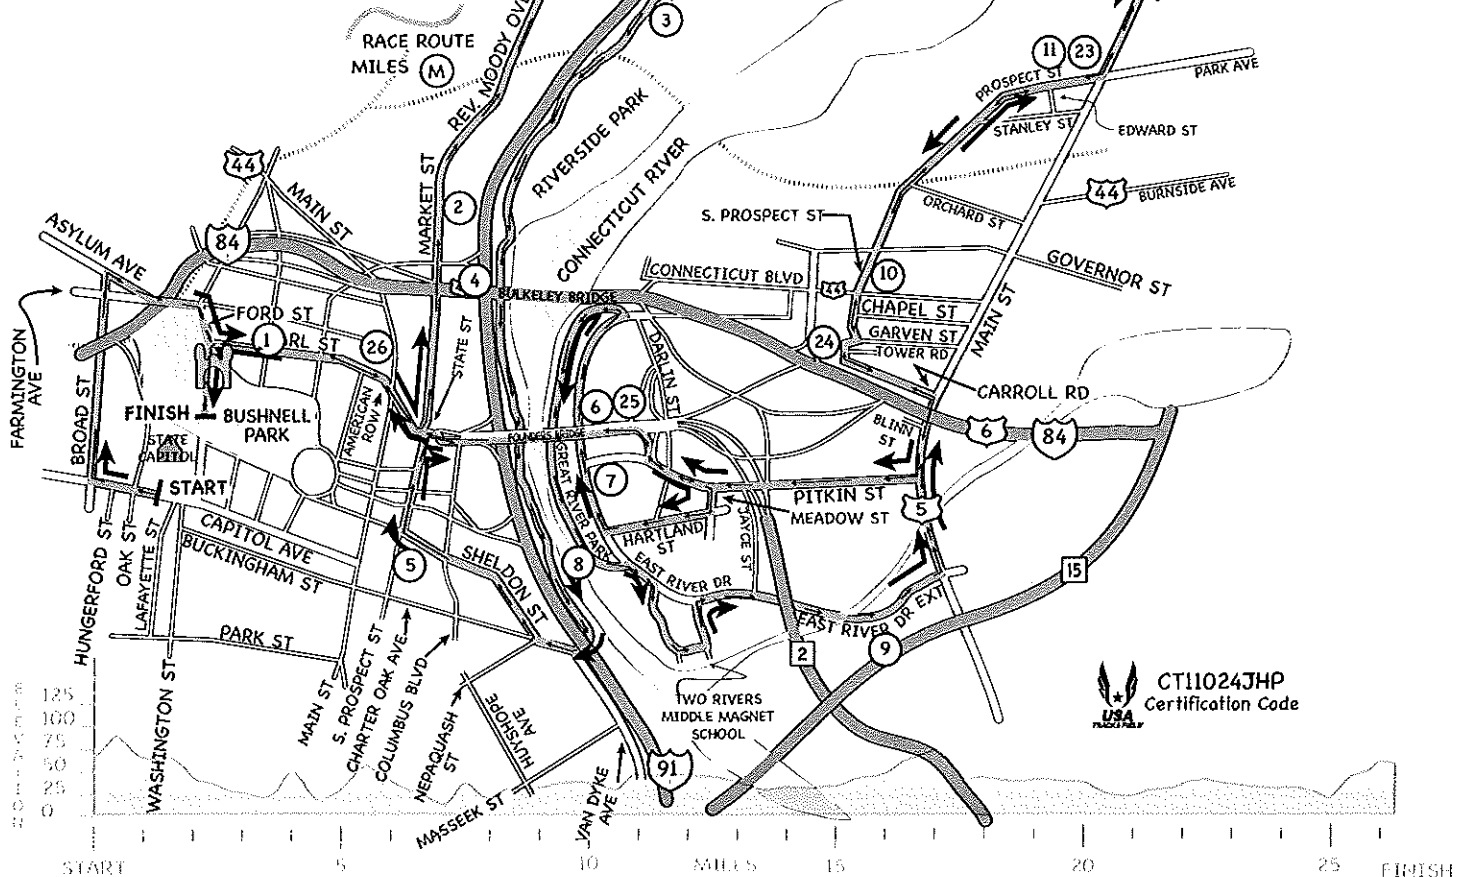 3
RACE ROUTE
MILES M
REV. MOODY OV
11
23
PROSPECT ST
PARK AVE
STANLEY ST
EDWARD ST
RIVERSIDE PARK
44
MAIN ST
MARKET ST
2
CONNECTICUT RIVER
44
BURNSIDE AVE
ORCHARD ST
S. PROSPECT ST
ASYLUM AVE
84
4
10
GOVERNOR ST
CONNECTICUT BLVD
44
BULKELEY BRIDGE
CHAPEL ST
FORD ST
STATE ST
MAIN ST
GARVEN ST
1
RL ST
26
24
TOWER RD
DARLIN ST
FARMINGTON
AVE
CARROLL RD
BROAD ST
FINISH
BUSHNELL
PARK
AMERICAN
ROW
6
25
BLINN
ST
6
84
STATE
CAPITOL
FOUNDERS BRIDGE
GREAT RIVER PARK
START
7
PITKIN ST
5
MEADOW ST
HARTLAND
ST
JAYCE ST
HUNGERFORD ST
OAK ST
LAFAYETTE ST
CAPITOL AVE
BUCKINGHAM ST
SHELDON ST
5
8
EAST RIVER DR
15
EAST RIVER DR EXT
PARK ST
9
2
WASHINGTON ST
MAIN ST
S. PROSPECT ST
CHARTER OAK AVE
COLUMBUS BLVD
NEPAQUASH
ST
HUYSHOPE
AVE
TWO RIVERS
MIDDLE MAGNET
SCHOOL
CT11024JHP
Certification Code
USA
91
MASSEEK ST
VAN DYKE
AVE
125
100
75
50
25
0
START
5
10
MILES
15
20
25
FINISH